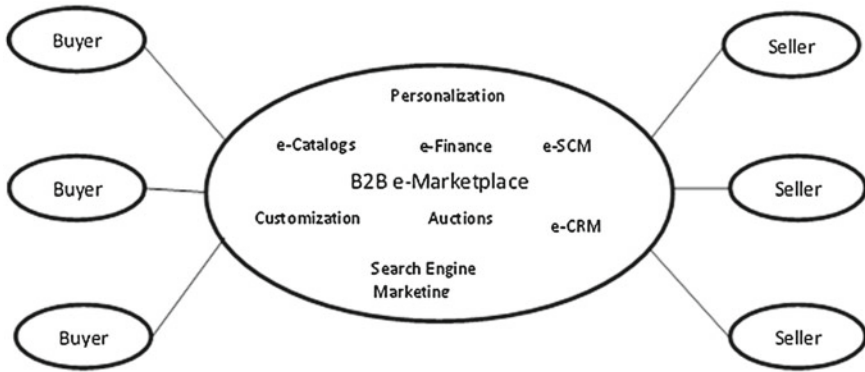 Buyer
Seller
Personalization
e-Catalogs e-Finance e-SCM
B2B e-Marketplace
Buyer
Seller
Customization Auctions e-CRM
Search Engine
Marketing
Buyer
Seller